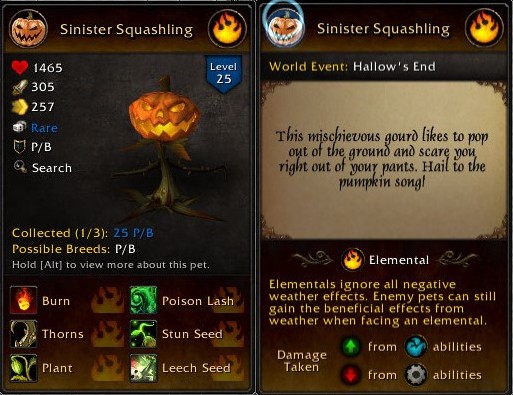 Sinister Squashling
1465
Level
25
305
257
Rare
P/B
Search
Collected (1/3): 25 P/B
Possible Breeds: P/B
Hold [Alt] to view more about this pet.
Burn
Poison Lash
Thorns
Stun Seed
Plant
Leech Seed
Sinister Squashling
World Event: Hallow's End
This mischievous gourd likes to pop
out of the ground and scare you
right out of your pants. Hail to the
pumpkin song!
Elemental
Elementals ignore all negative
weather effects. Enemy pets can still
gain the beneficial effects from
weather when facing an elemental.
Damage
Taken
from abilities
from abilities